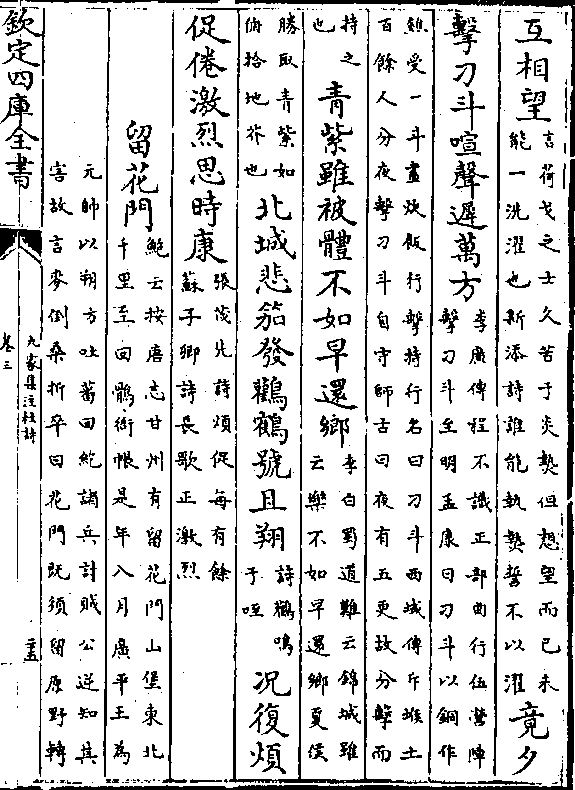 互相望言荷戈之士久苦于炎熱但想望而已未能一洗濯也新添詩誰能執熱誓不以濯竟夕
擊刀斗喧聲遲萬方李廣傳程不識正部曲行伍營陣擊刀斗至明孟康曰刀斗以銅作
鐎受一斗晝炊飯行擊持行名曰刀斗西域傳斥堠士百餘人分夜擊刀斗自守師古曰夜有五更故分擊而
持之也青紫雖被體不如早還鄉李白蜀道難云錦城雖云樂不如早還鄉夏侯
勝取青紫如俯拾地芥也北城悲笳發鸛鶴號且翔詩鸛鳴于垤况復煩
促倦激烈思時康張茂先詩煩促每有餘蘇子卿詩長歌正激烈
留花門鮑云按唐志甘州有留花門山堡東北千里至回鶻衙帳是年八月廣平王為
元帥以朔方吐蕃回紇諸兵討賊公逆知其害故言麥倒桑折卒曰花門既須留原野轉
欽定四庫全書
九家集注杜詩
卷三
二五